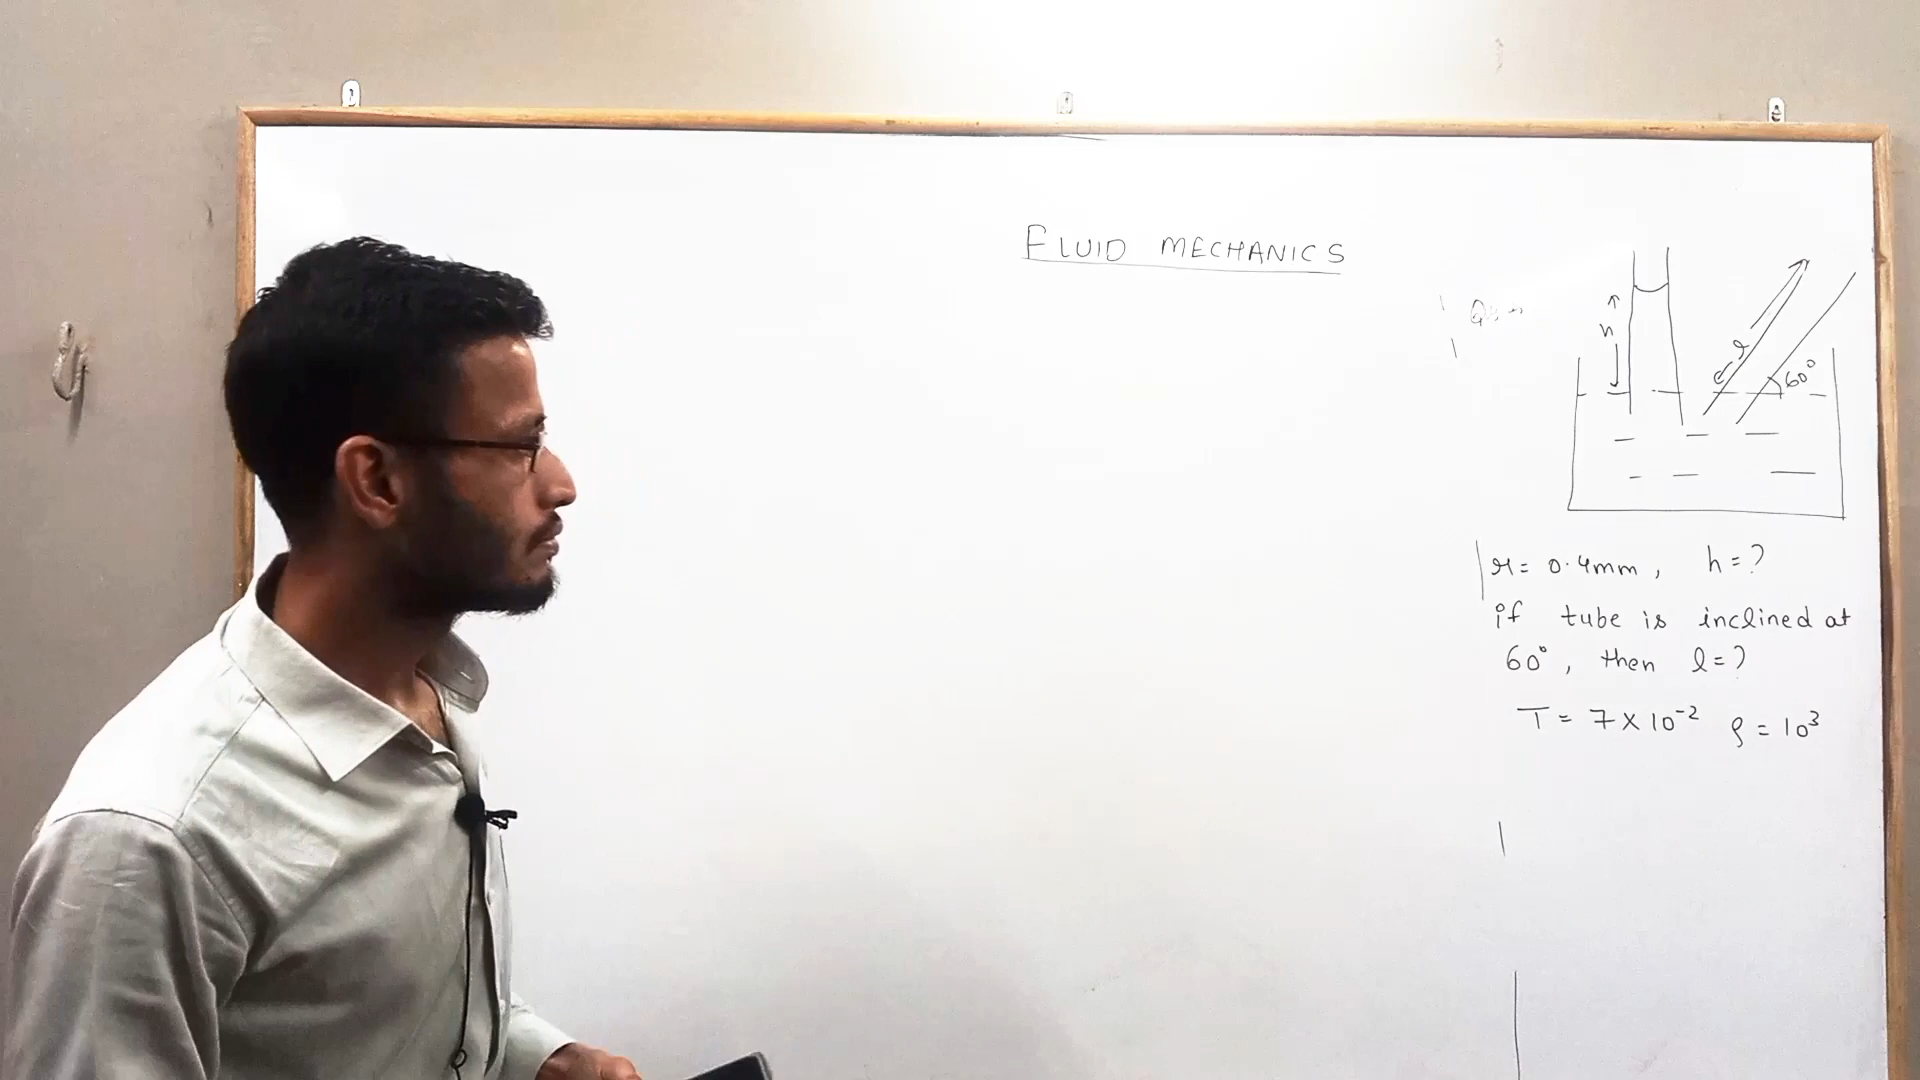 FLUID MECHANICS
h
l
60°
r = 0.4mm, h = ?
if tube is inclined at
60°, then l = ?
T = 7 × 10⁻² ρ = 10³